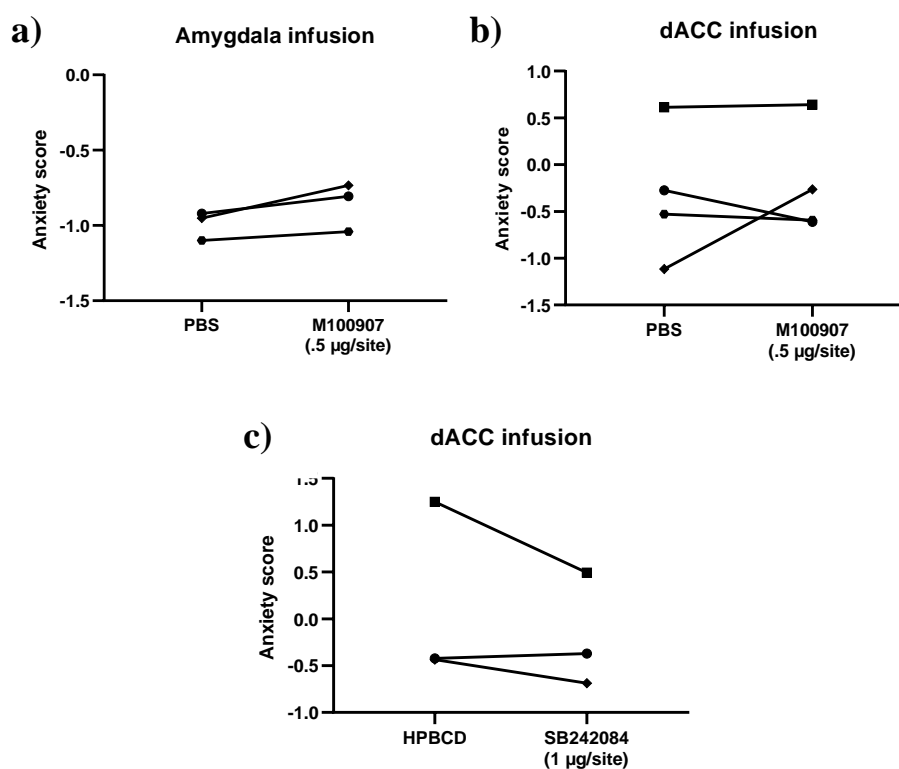 a)
Amygdala infusion
0.0
-0.5
-1.0
-1.5
Anxiety score
PBS
M100907
(.5 µg/site)
b)
dACC infusion
1.0
0.5
0.0
-0.5
-1.0
-1.5
Anxiety score
PBS
M100907
(.5 µg/site)
c)
dACC infusion
1.5
1.0
0.5
0.0
-0.5
-1.0
Anxiety score
HPBCD
SB242084
(1 µg/site)